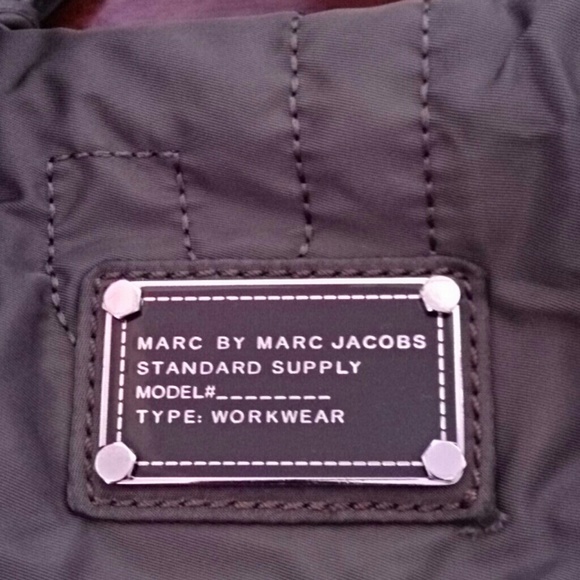 MARC BY MARC JACOBS
STANDARD SUPPLY
MODEL#________
TYPE: WORKWEAR